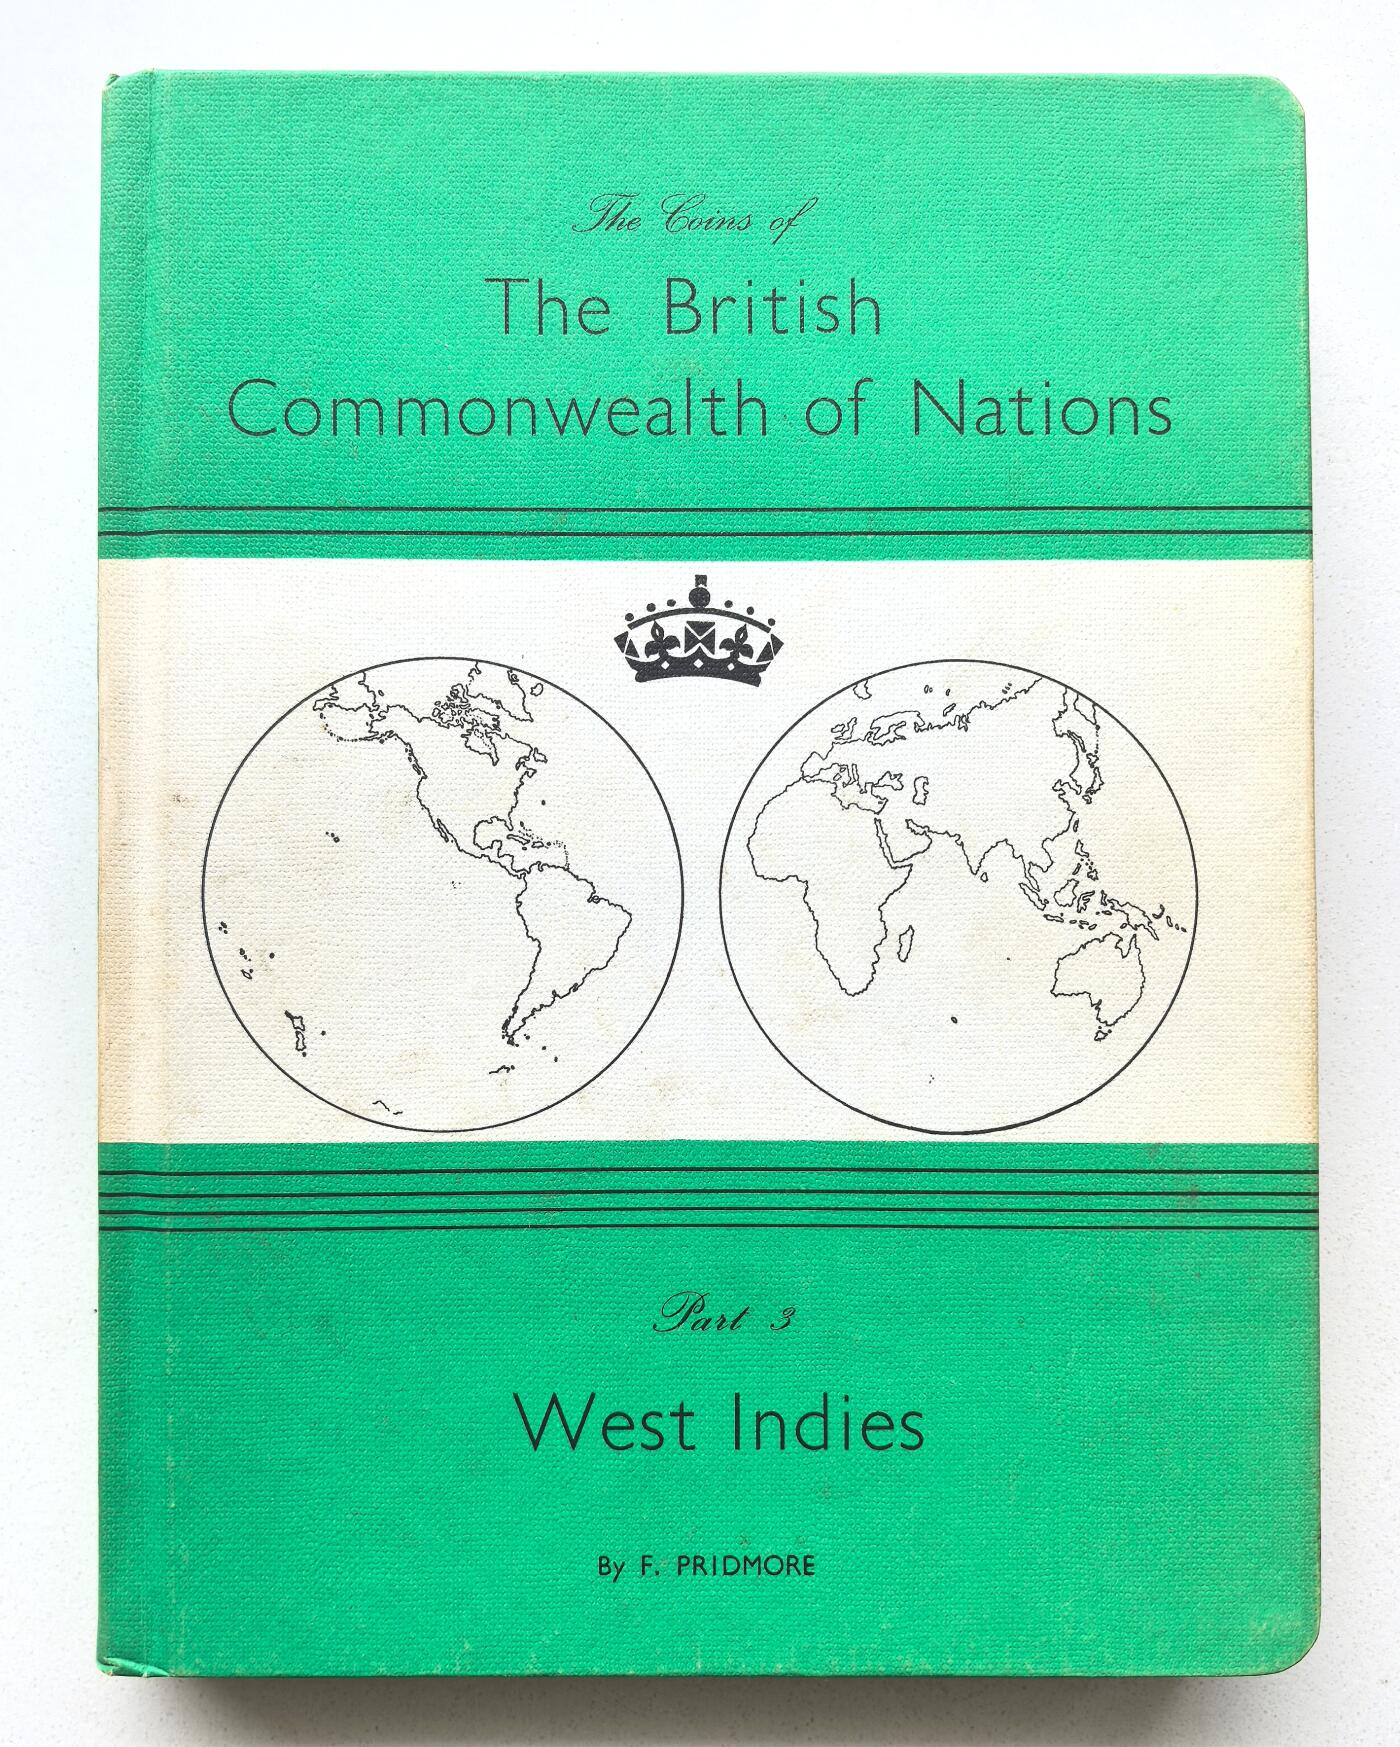 The Coins of
The British
Commonwealth of Nations
Part 3
West Indies
By F. PRIDMORE